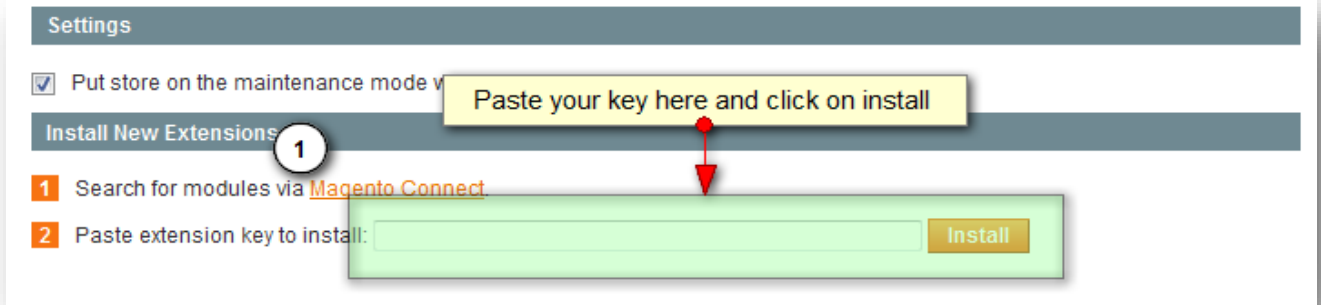 Settings
Put store on the maintenance mode
Paste your key here and click on install
Install New Extensions
1
1 Search for modules via Magento Connect.
2 Paste extension key to install:
Install